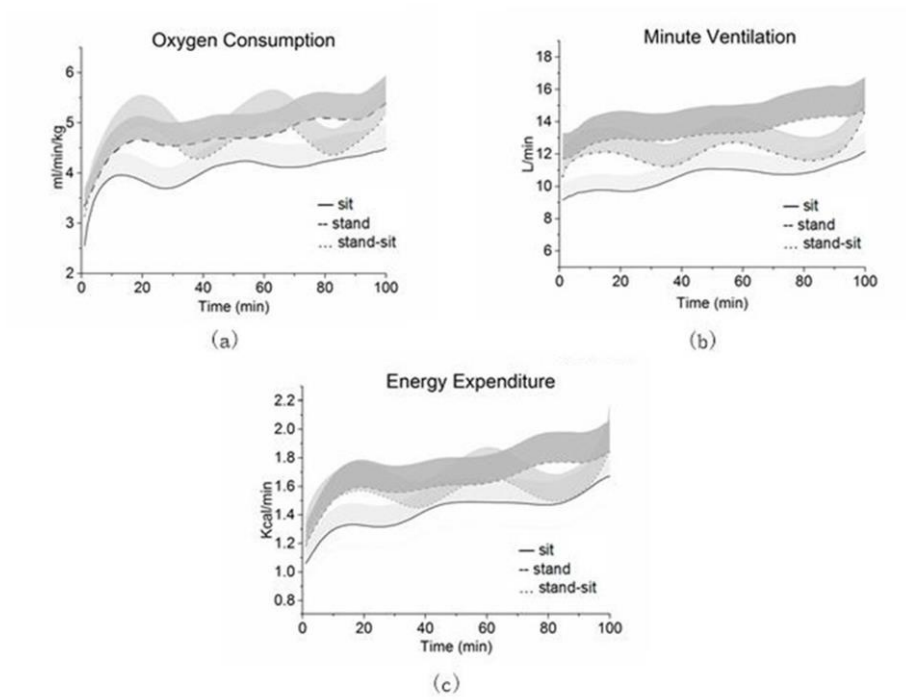 Oxygen Consumption
ml/min/kg
6
5
4
3
2
0
20
40
60
80
100
Time (min)
sit
stand
stand-sit
(a)
Minute Ventilation
L/min
18
16
14
12
10
8
6
0
20
40
60
80
100
Time (min)
sit
stand
stand-sit
(b)
Energy Expenditure
Kcal/min
2.2
2.0
1.8
1.6
1.4
1.2
1.0
0.8
0
20
40
60
80
100
Time (min)
sit
stand
stand-sit
(c)